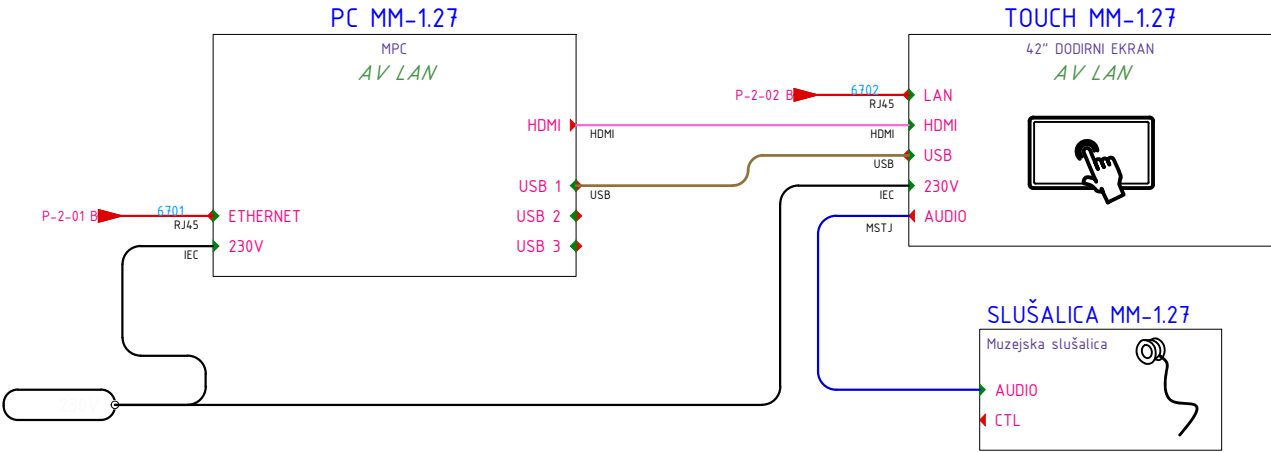 PC MM-1.27
MPC
AV LAN
HDMI
HDMI
USB 1
USB
USB 2
USB 3
P-2-01 B
6701
RJ45
ETHERNET
IEC
230V
TOUCH MM-1.27
42" DODIRNI EKRAN
AV LAN
P-2-02 B
6702
RJ45
LAN
HDMI
HDMI
USB
USB
IEC
230V
MSTJ
AUDIO
SLUŠALICA MM-1.27
Muzejska slušalica
AUDIO
CTL
230V